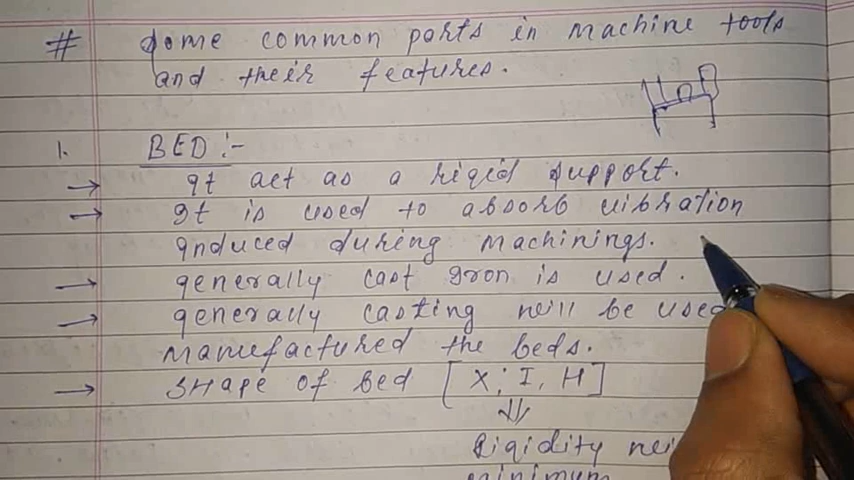 # Some common parts in machine tools
and their features.
1. BED :-
→ It act as a rigid support.
→ It is used to absorb vibration
induced during machinings.
→ generally cast Iron is used.
→ generally casting will be used
manufactured the beds.
→ shape of bed [X, I, H]
⇓
Rigidity
minimum